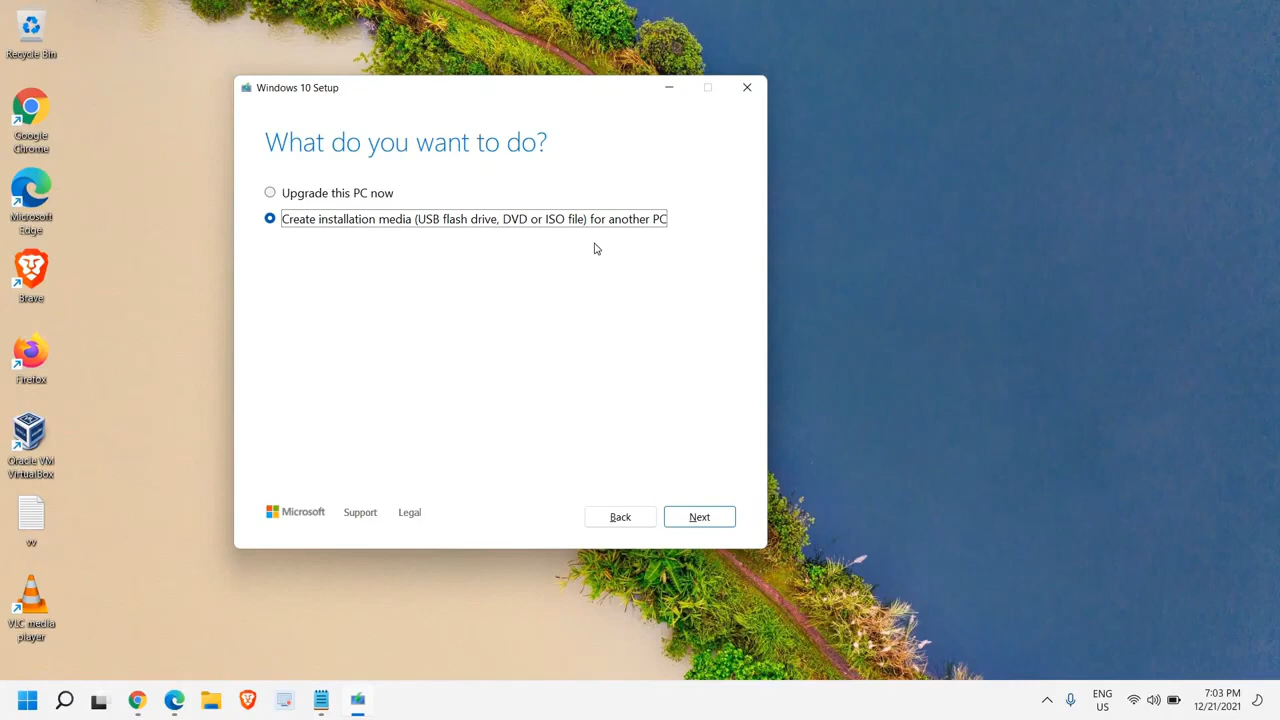 Recycle Bin
Google
Chrome
Microsoft
Edge
Brave
Firefox
Oracle VM
VirtualBox
vv
VLC media
player
Windows 10 Setup
What do you want to do?
Upgrade this PC now
Create installation media (USB flash drive, DVD or ISO file) for another PC
Microsoft Support Legal
Back Next
ENG
US
7:03 PM
12/21/2021